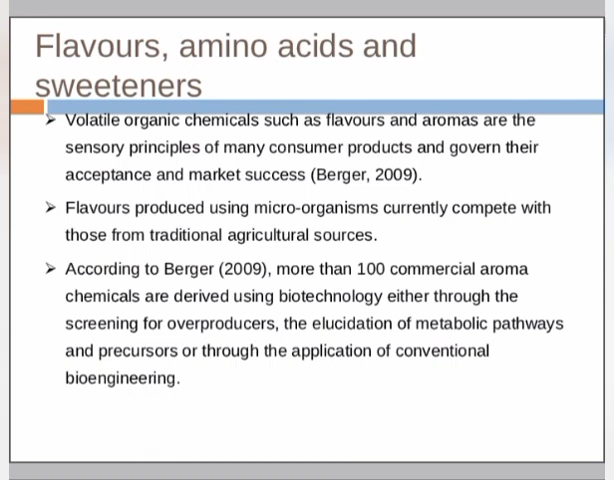 Flavours, amino acids and
sweeteners
➢ Volatile organic chemicals such as flavours and aromas are the
sensory principles of many consumer products and govern their
acceptance and market success (Berger, 2009).
➢ Flavours produced using micro-organisms currently compete with
those from traditional agricultural sources.
➢ According to Berger (2009), more than 100 commercial aroma
chemicals are derived using biotechnology either through the
screening for overproducers, the elucidation of metabolic pathways
and precursors or through the application of conventional
bioengineering.